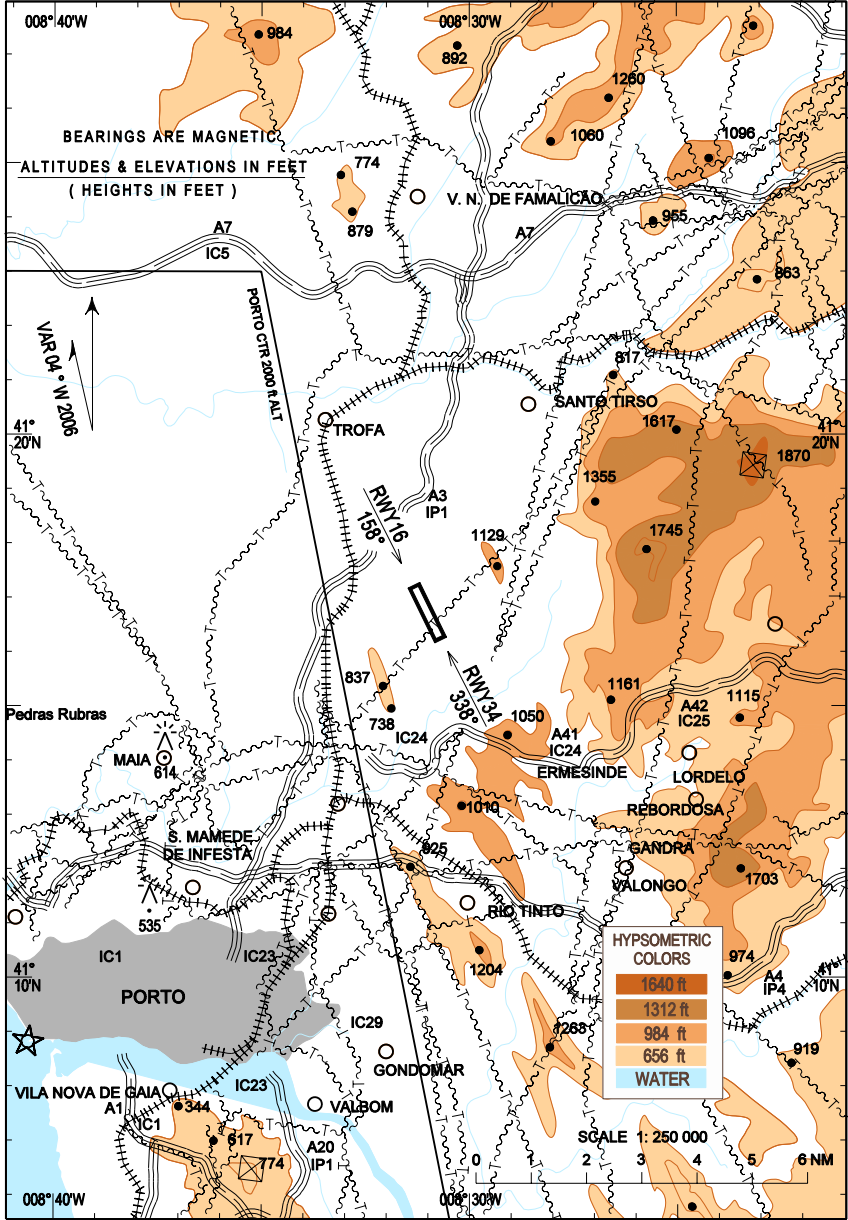 008° 40'W
008° 30'W
984
892
1260
1060
1096
BEARINGS ARE MAGNETIC
ALTITUDES & ELEVATIONS IN FEET
( HEIGHTS IN FEET )
774
879
V. N. DE FAMALICÃO
955
A7
IC5
A7
863
PORTO CTR 2000 ft ALT
VAR 04 ° W 2006
817
SANTO TIRSO
41°
20'N
TROFA
1617
41°
20'N
1870
1355
A3
IP1
RWY16
158°
1129
1745
837
738
RWY34
338°
1161
1115
A42
IC25
Pedras Rubras
IC24
1050
A41
IC24
MAIA
614
ERMESINDE
LORDELO
1010
REBORDOSA
S. MAMEDE
DE INFESTA
925
GANDRA
VALONGO
1703
535
RIO TINTO
IC1
IC23
1204
HYPSOMETRIC
COLORS
1640 ft
1312 ft
984 ft
656 ft
WATER
974
A4
IP4
41°
10'N
41°
10'N
PORTO
IC29
1263
919
GONDOMAR
VILA NOVA DE GAIA
IC23
344
A1
IC1
VALBOM
617
A20
IP1
774
SCALE 1: 250 000
0 1 2 3 4 5 6 NM
008° 40'W
008° 30'W